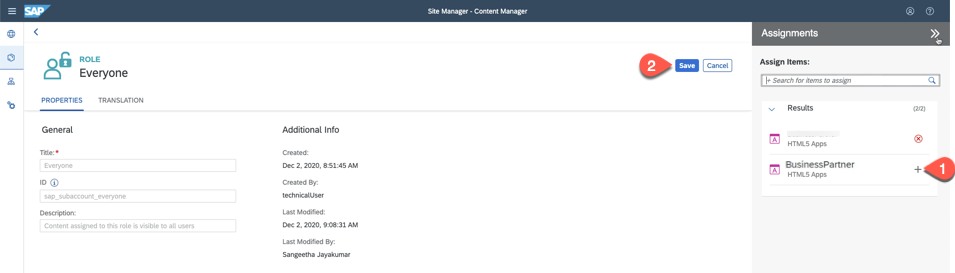 SAP
Site Manager - Content Manager
Assignments
ROLE
Everyone
2
Save
Cancel
Assign Items:
Search for items to assign
PROPERTIES
TRANSLATION
Results
(2/2)
General
Additional Info
HTML5 Apps
BusinessPartner
HTML5 Apps
1
Title:*
Everyone
Created:
Dec 2, 2020, 8:51:45 AM
ID
sap_subaccount_everyone
Created By:
technicalUser
Description:
Content assigned to this role is visible to all users
Last Modified:
Dec 2, 2020, 9:08:31 AM
Last Modified By:
Sangeetha Jayakumar